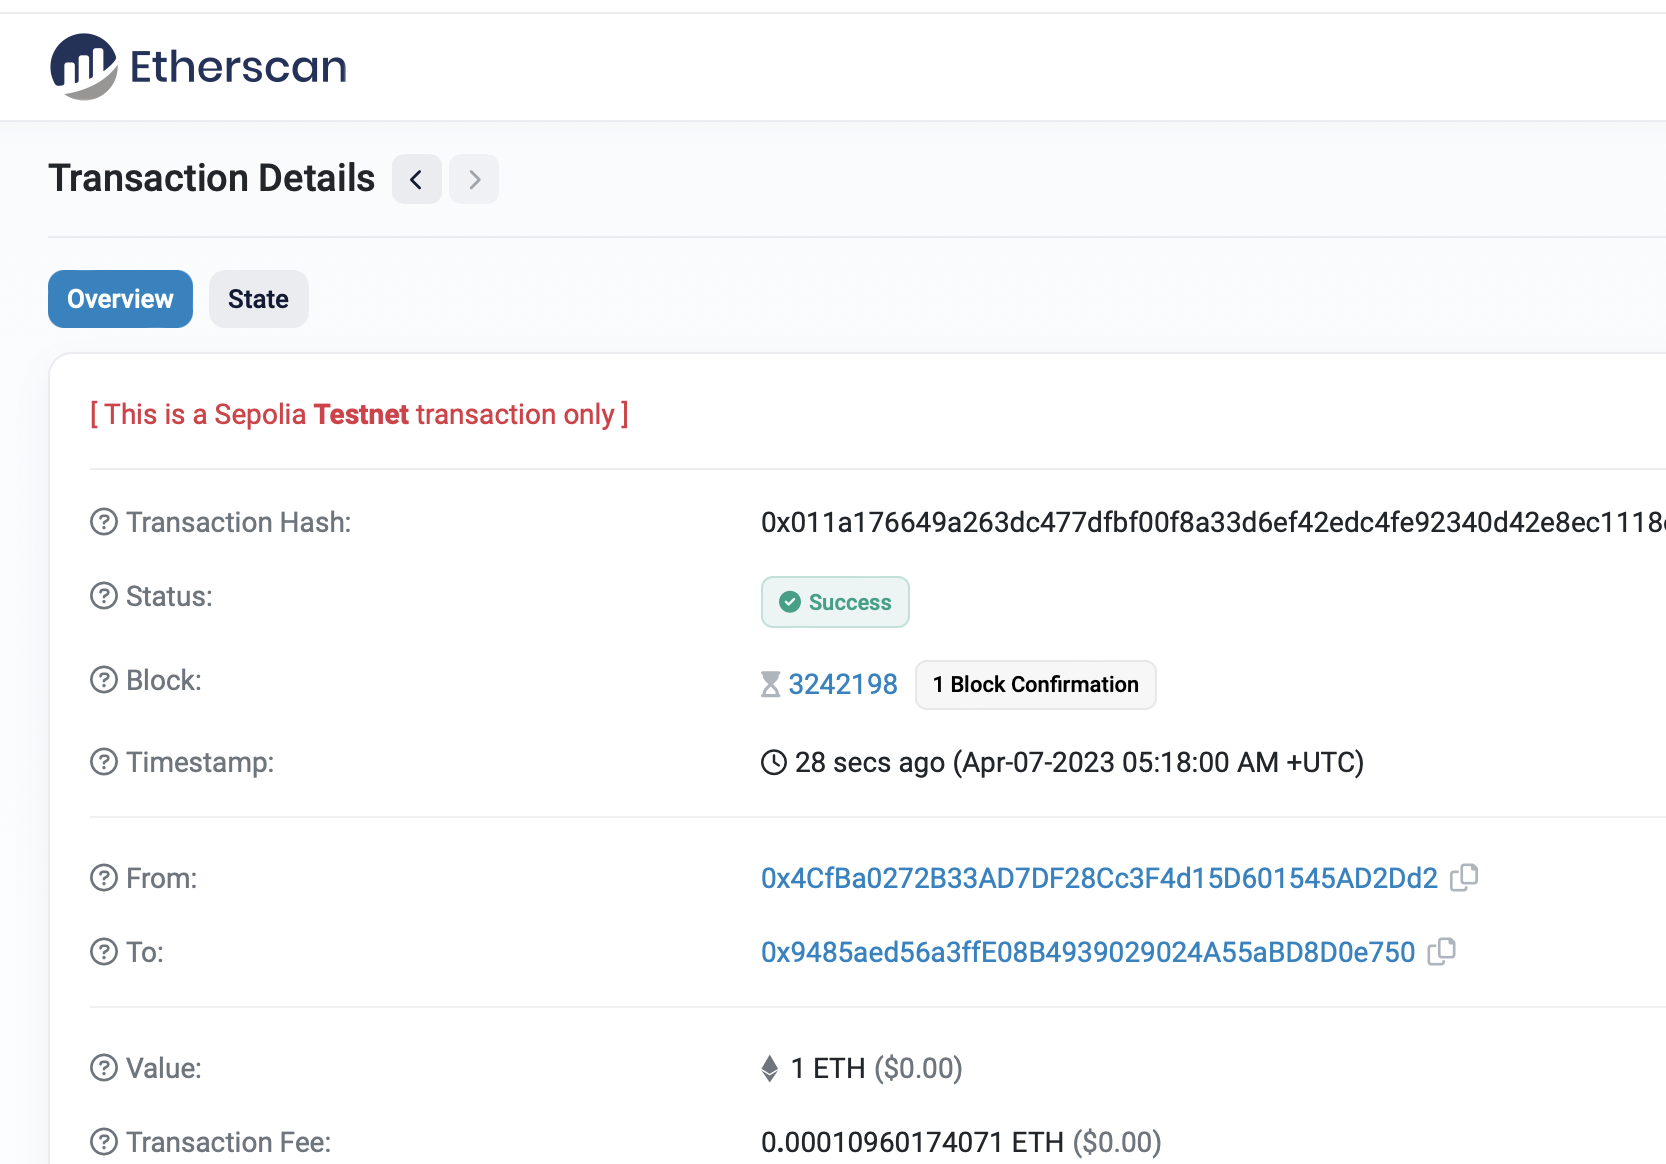 Etherscan
Transaction Details
Overview State
[ This is a Sepolia Testnet transaction only ]
Transaction Hash: 0x011a176649a263dc477dfbf00f8a33d6ef42edc4fe92340d42e8ec1118
Status: Success
Block: 3242198 1 Block Confirmation
Timestamp: 28 secs ago (Apr-07-2023 05:18:00 AM +UTC)
From: 0x4CfBa0272B33AD7DF28Cc3F4d15D601545AD2Dd2
To: 0x9485aed56a3ffE08B4939029024A55aBD8D0e750
Value: 1 ETH ($0.00)
Transaction Fee: 0.00010960174071 ETH ($0.00)